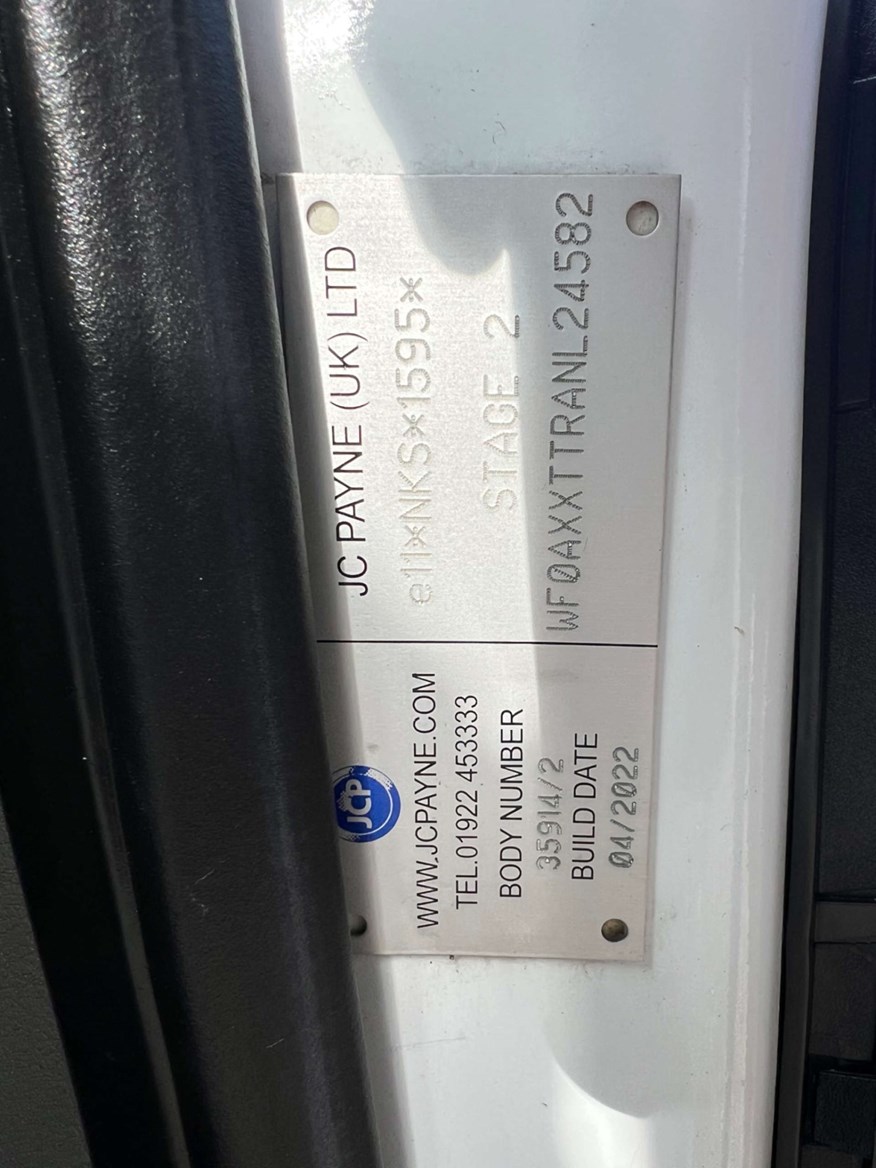 JCP
WWW.JCPAYNE.COM
TEL.01922 453333
BODY NUMBER
35914/2
BUILD DATE
04/2022
JC PAYNE (UK) LTD
e11*NKS*1595*
STAGE 2
WF0AXXTTRANL24582